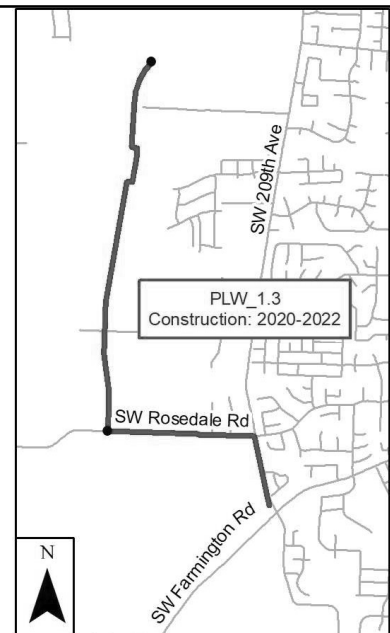 SW 209th Ave
PLW_1.3
Construction: 2020-2022
SW Rosedale Rd
SW Farmington Rd
N